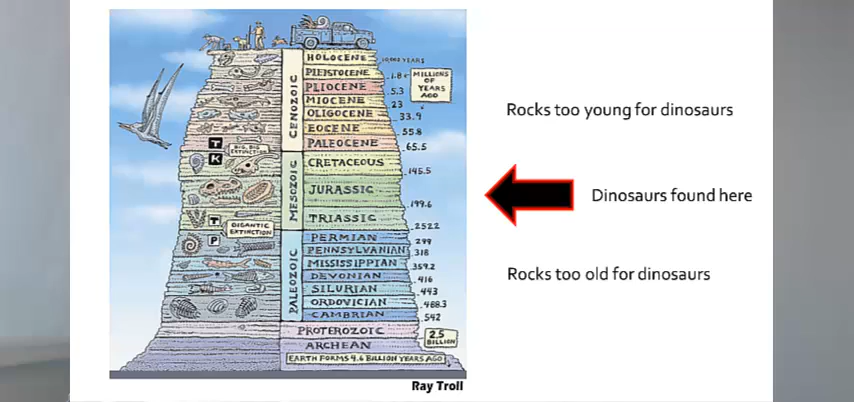 HOLOCENE
10,000 YEARS
PLEISTOCENE
1.8
MILLIONS
OF
YEARS
AGO
PLIOCENE
5.3
MIOCENE
23
OLIGOCENE
33.9
EOCENE
55.8
PALEOCENE
65.5
CENOZOIC
T
BIG, BIG
EXTINCTION
K
CRETACEOUS
145.5
JURASSIC
199.6
TRIASSIC
252.2
MESOZOIC
T
GIGANTIC
EXTINCTION
P
PERMIAN
299
PENNSYLVANIAN
318
MISSISSIPPIAN
359.2
DEVONIAN
416
SILURIAN
443
ORDOVICIAN
488.3
CAMBRIAN
542
PALEOZOIC
PROTEROZOIC
2.5
BILLION
ARCHEAN
EARTH FORMS 4.6 BILLION YEARS AGO
Ray Troll
Rocks too young for dinosaurs
Dinosaurs found here
Rocks too old for dinosaurs